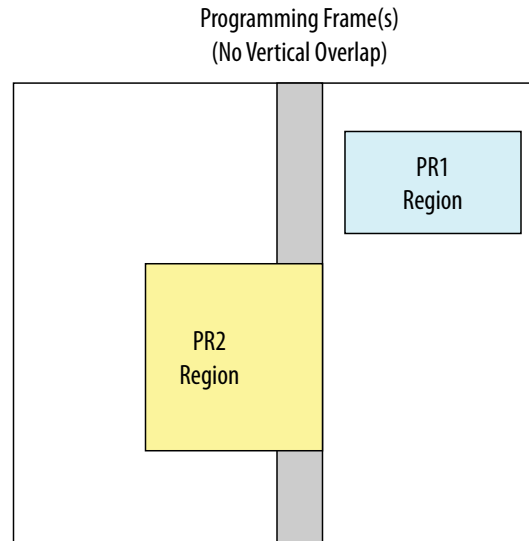 Programming Frame(s)
(No Vertical Overlap)
PR1
Region
PR2
Region